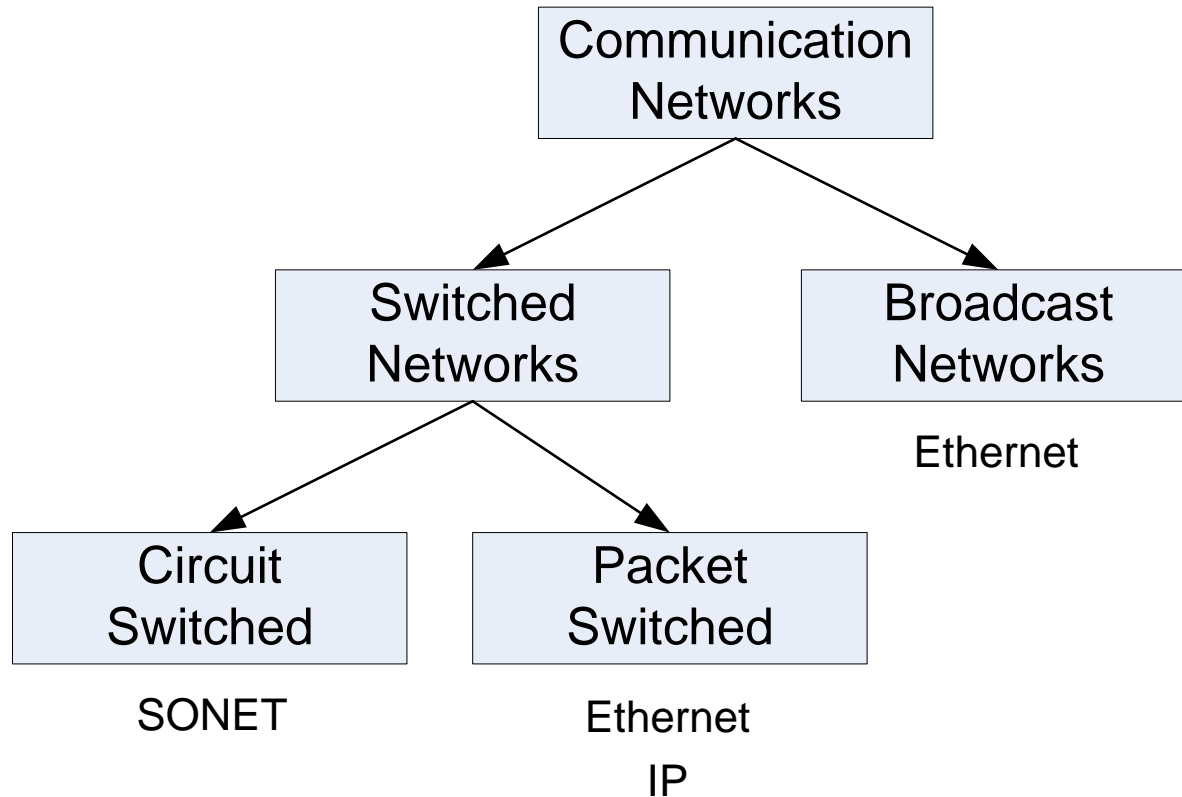 Communication
Networks
Switched
Networks
Broadcast
Networks
Ethernet
Circuit
Switched
Packet
Switched
SONET
Ethernet
IP